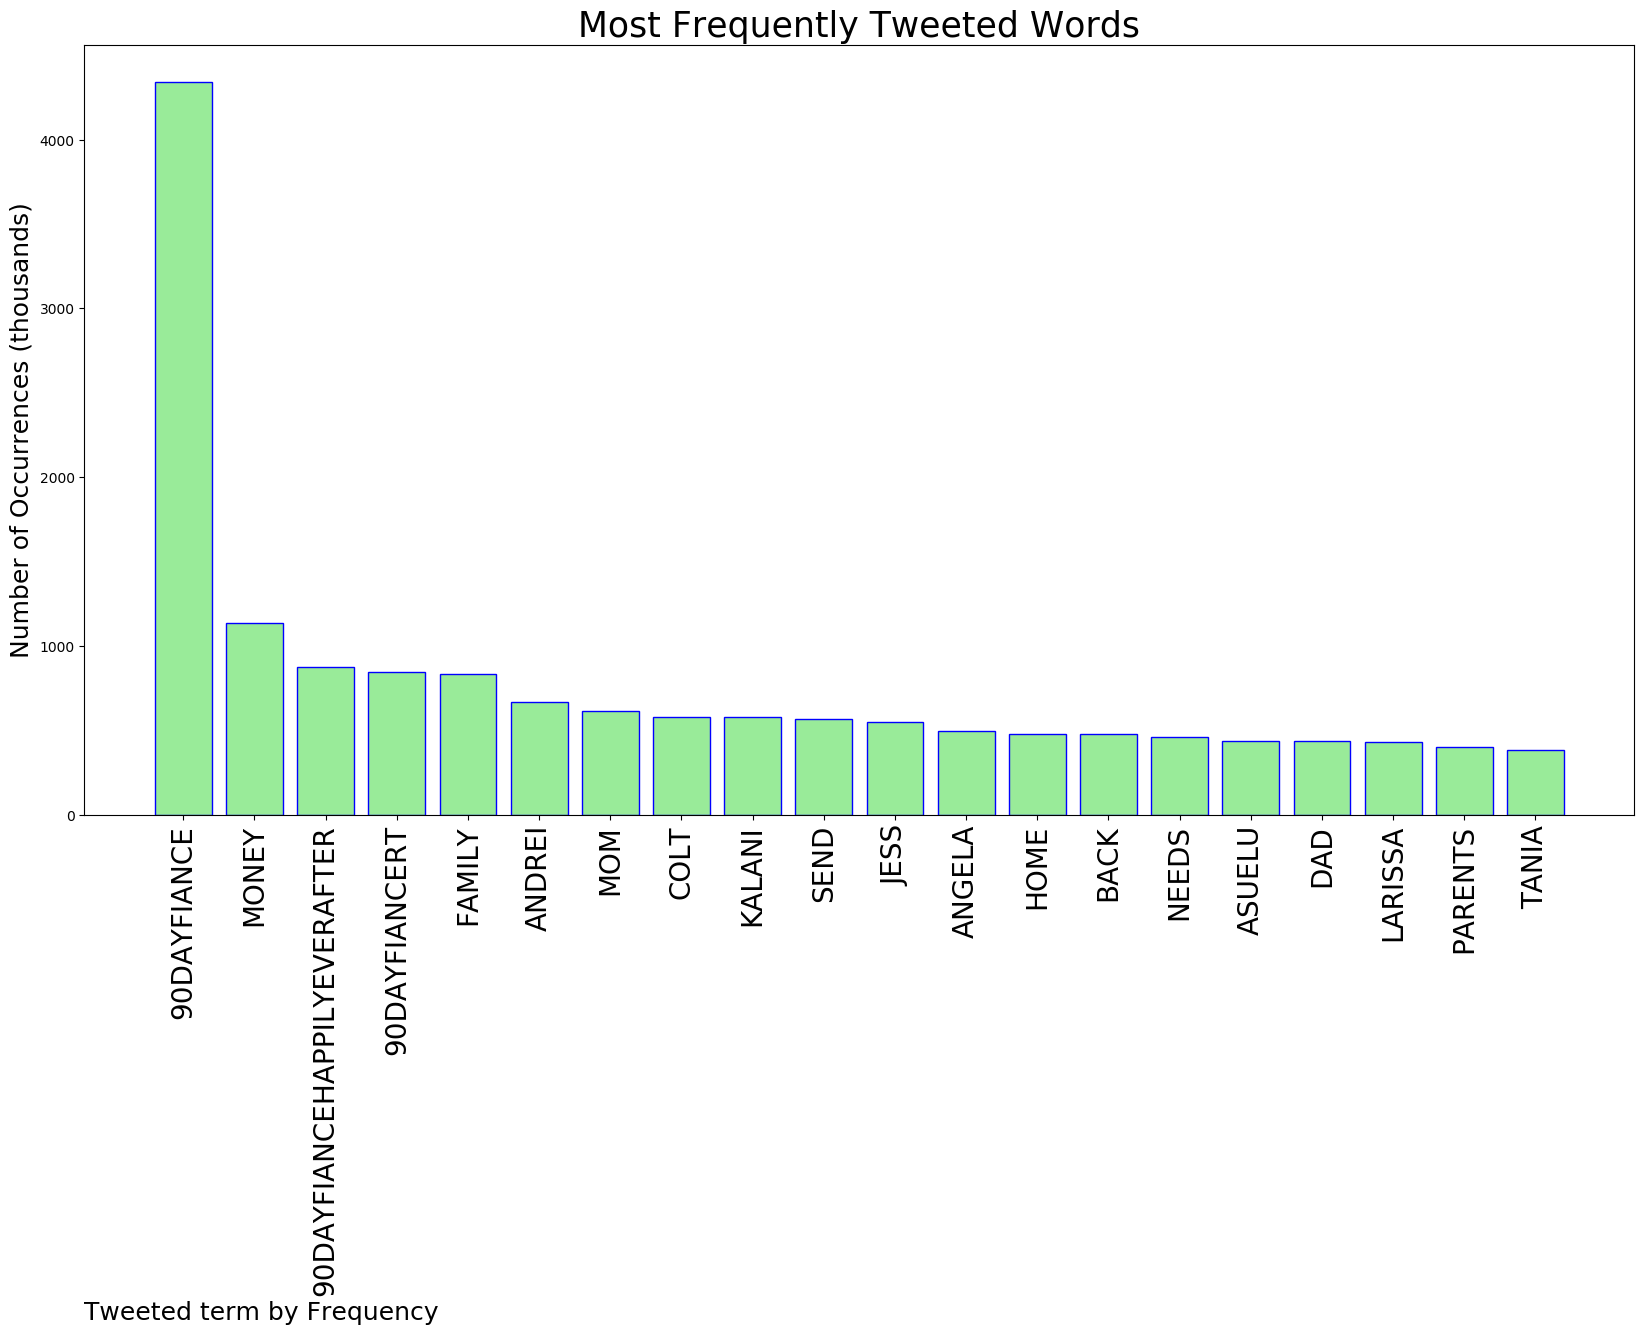 Most Frequently Tweeted Words
Number of Occurrences (thousands)
4000
3000
2000
1000
0
90DAYFIANCE
MONEY
90DAYFIANCEHAPPILYEVERAFTER
90DAYFIANCERT
FAMILY
ANDREI
MOM
COLT
KALANI
SEND
JESS
ANGELA
HOME
BACK
NEEDS
ASUELU
DAD
LARISSA
PARENTS
TANIA
Tweeted term by Frequency